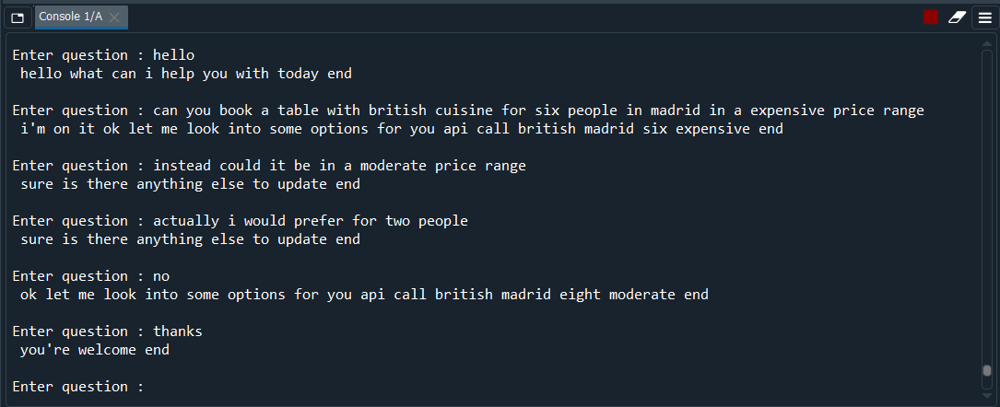 Console 1/A
Enter question : hello
hello what can i help you with today end
Enter question : can you book a table with british cuisine for six people in madrid in a expensive price range
i'm on it ok let me look into some options for you api call british madrid six expensive end
Enter question : instead could it be in a moderate price range
sure is there anything else to update end
Enter question : actually i would prefer for two people
sure is there anything else to update end
Enter question : no
ok let me look into some options for you api call british madrid eight moderate end
Enter question : thanks
you're welcome end
Enter question :